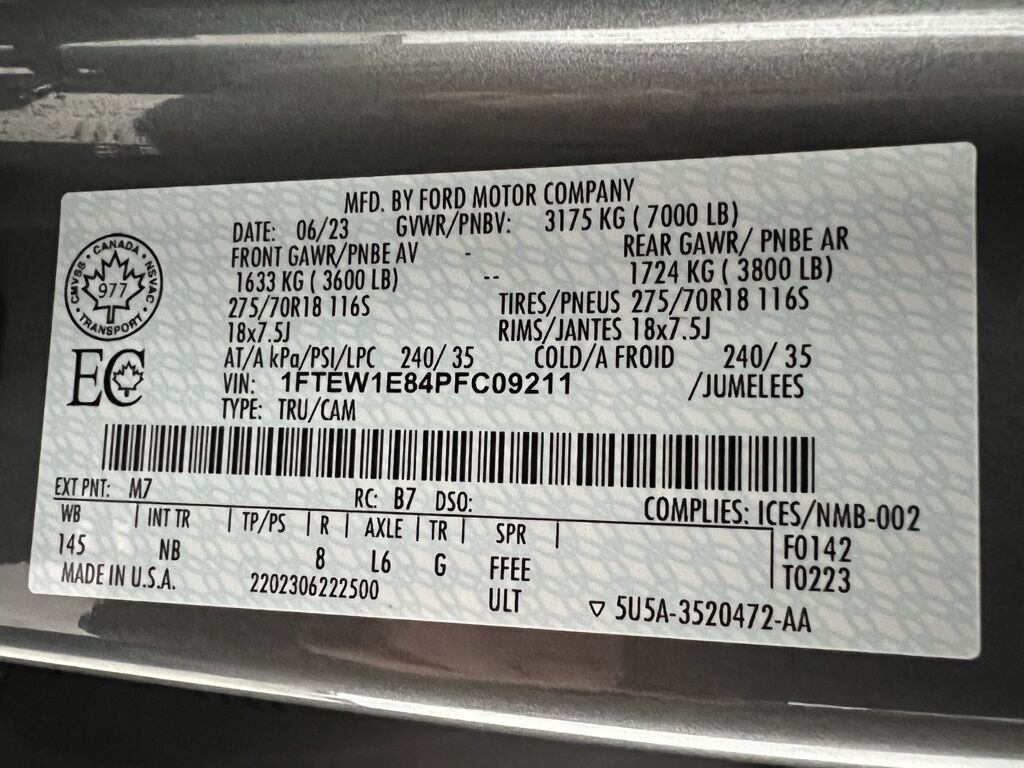 MFD. BY FORD MOTOR COMPANY
DATE: 06/23 GVWR/PNBV: 3175 KG ( 7000 LB)
FRONT GAWR/PNBE AV REAR GAWR/ PNBE AR
1633 KG ( 3600 LB) 1724 KG ( 3800 LB)
275/70R18 116S TIRES/PNEUS 275/70R18 116S
18x7.5J RIMS/JANTES 18x7.5J
AT/A kPa/PSI/LPC 240/ 35 COLD/A FROID 240/ 35
VIN: 1FTEW1E84PFC09211 /JUMELEES
TYPE: TRU/CAM
CMVSS • CANADA • NSVAC • TRANSPORT •
977
EC
EXT PNT: M7 RC: B7 DSO: COMPLIES: ICES/NMB-002
WB | INT TR | TP/PS | R | AXLE | TR | SPR |
145 NB 8 L6 G FFEE F0142
MADE IN U.S.A. 2202306222500 ULT T0223
▽ 5U5A-3520472-AA